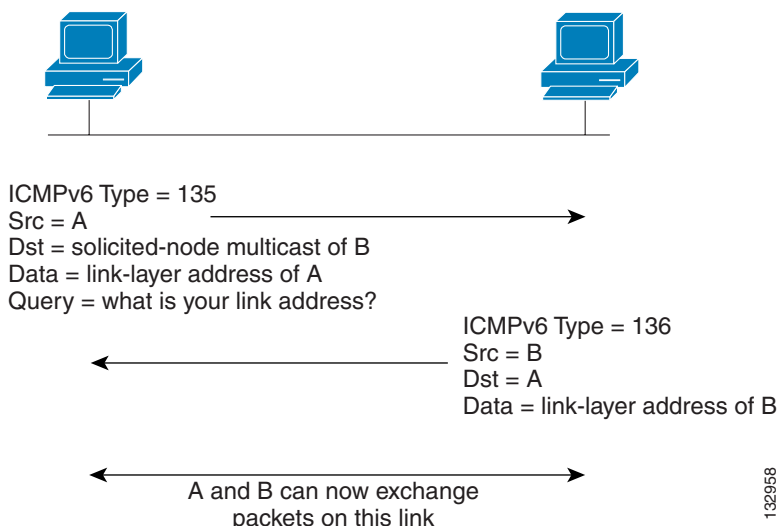 ICMPv6 Type = 135
Src = A
Dst = solicited-node multicast of B
Data = link-layer address of A
Query = what is your link address?
ICMPv6 Type = 136
Src = B
Dst = A
Data = link-layer address of B
A and B can now exchange
packets on this link
132958